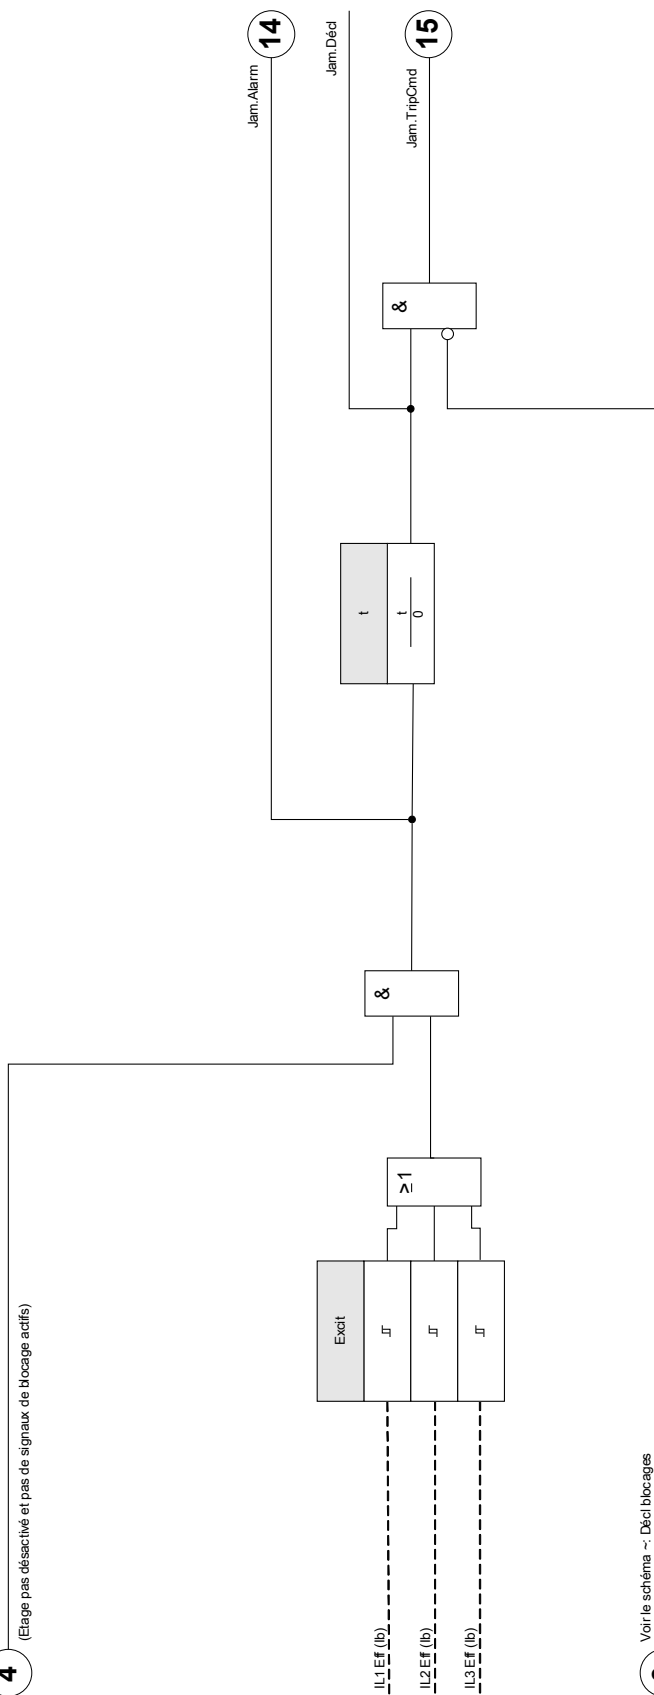 4
(Etage pas désactivé et pas de signaux de blocage actifs)
IL1 Eff (Ib)
IL2 Eff (Ib)
IL3 Eff (Ib)
Excit
≥1
&
t
t
0
&
Jam.Alarm
14
Jam.Décl
Jam.TripCmd
15
Voir le schéma ~: Décl blocages